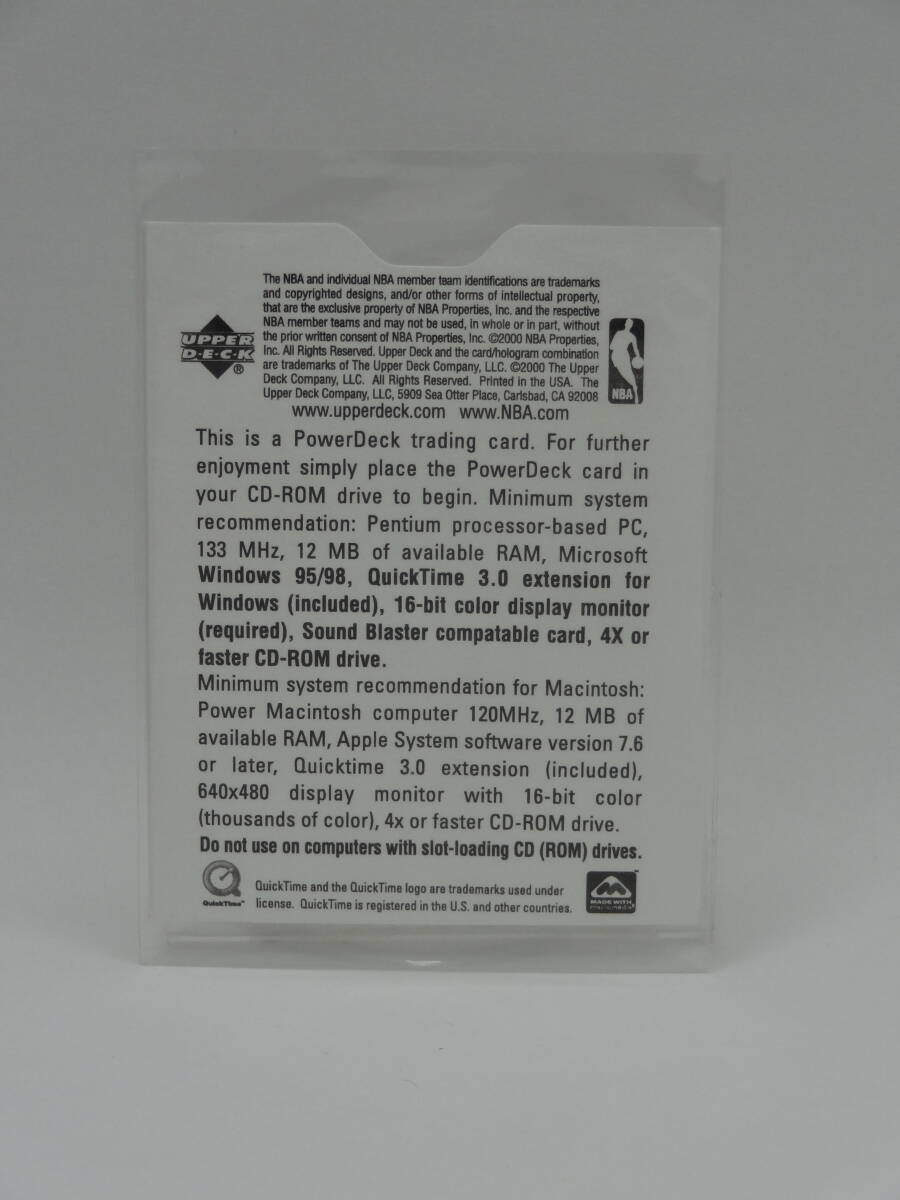 The NBA and individual NBA member team identifications are trademarks
and copyrighted designs, and/or other forms of intellectual property,
that are the exclusive property of NBA Properties, Inc. and the respective
NBA member teams and may not be used, in whole or in part, without
the prior written consent of NBA Properties, Inc. ©2000 NBA Properties,
Inc. All Rights Reserved. Upper Deck and the card/hologram combination
are trademarks of The Upper Deck Company, LLC. ©2000 The Upper
Deck Company, LLC. All Rights Reserved. Printed in the USA. The
Upper Deck Company, LLC, 5909 Sea Otter Place, Carlsbad, CA 92008
UPPER
D·E·C·K
®
NBA
www.upperdeck.com www.NBA.com
This is a PowerDeck trading card. For further
enjoyment simply place the PowerDeck card in
your CD-ROM drive to begin. Minimum system
recommendation: Pentium processor-based PC,
133 MHz, 12 MB of available RAM, Microsoft
Windows 95/98, QuickTime 3.0 extension for
Windows (included), 16-bit color display monitor
(required), Sound Blaster compatable card, 4X or
faster CD-ROM drive.
Minimum system recommendation for Macintosh:
Power Macintosh computer 120MHz, 12 MB of
available RAM, Apple System software version 7.6
or later, Quicktime 3.0 extension (included),
640x480 display monitor with 16-bit color
(thousands of color), 4x or faster CD-ROM drive.
Do not use on computers with slot-loading CD (ROM) drives.
QuickTime™
QuickTime and the QuickTime logo are trademarks used under
license. QuickTime is registered in the U.S. and other countries.
MADE WITH
MACROMEDIA